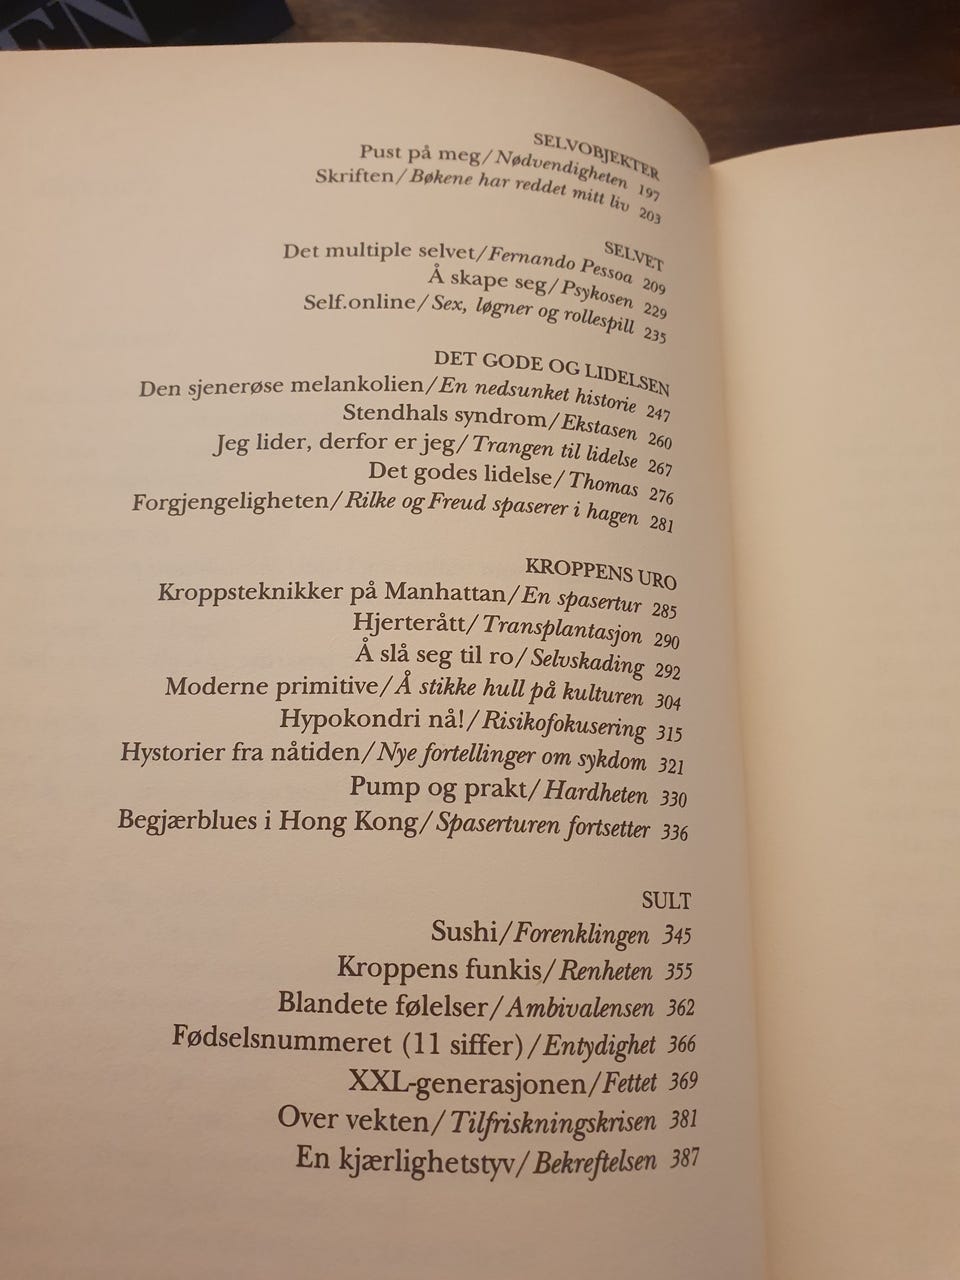 SELVOBJEKTER
Pust på meg/Nødvendigheten 197
Skriften/Bøkene har reddet mitt liv 203
SELVET
Det multiple selvet/Fernando Pessoa 209
Å skape seg/Psykosen 229
Self.online/Sex, løgner og rollespill 235
DET GODE OG LIDELSEN
Den sjenerøse melankolien/En nedsunket historie 247
Stendhals syndrom/Ekstasen 260
Jeg lider, derfor er jeg/Trangen til lidelse 267
Det godes lidelse/Thomas 276
Forgjengeligheten/Rilke og Freud spaserer i hagen 281
KROPPENS URO
Kroppsteknikker på Manhattan/En spasertur 285
Hjerterått/Transplantasjon 290
Å slå seg til ro/Selvskading 292
Moderne primitive/Å stikke hull på kulturen 304
Hypokondri nå!/Risikofokusering 315
Hystorier fra nåtiden/Nye fortellinger om sykdom 321
Pump og prakt/Hardheten 330
Begjærblues i Hong Kong/Spaserturen fortsetter 336
SULT
Sushi/Forenklingen 345
Kroppens funkis/Renheten 355
Blandete følelser/Ambivalensen 362
Fødselsnummeret (11 siffer)/Entydighet 366
XXL-generasjonen/Fettet 369
Over vekten/Tilfriskningskrisen 381
En kjærlighetstyv/Bekreftelsen 387